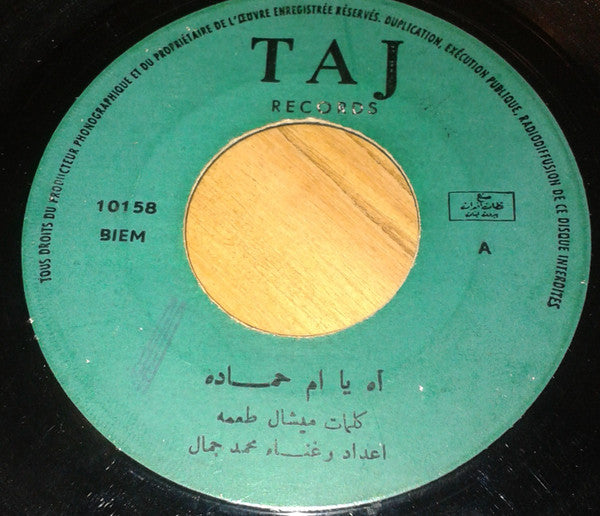 TOUS DROITS DU PRODUCTEUR PHONOGRAPHIQUE ET DU PROPRIÉTAIRE DE L'ŒUVRE ENREGISTRÉE RÉSERVÉS. DUPLICATION, EXÉCUTION PUBLIQUE, RADIODIFFUSION DE CE DISQUE INTERDITES
TAJ
RECORDS
10158
BIEM
A
اه يا ام حماده
كلمات ميشال طعمه
اعداد وغناء محمد جمال